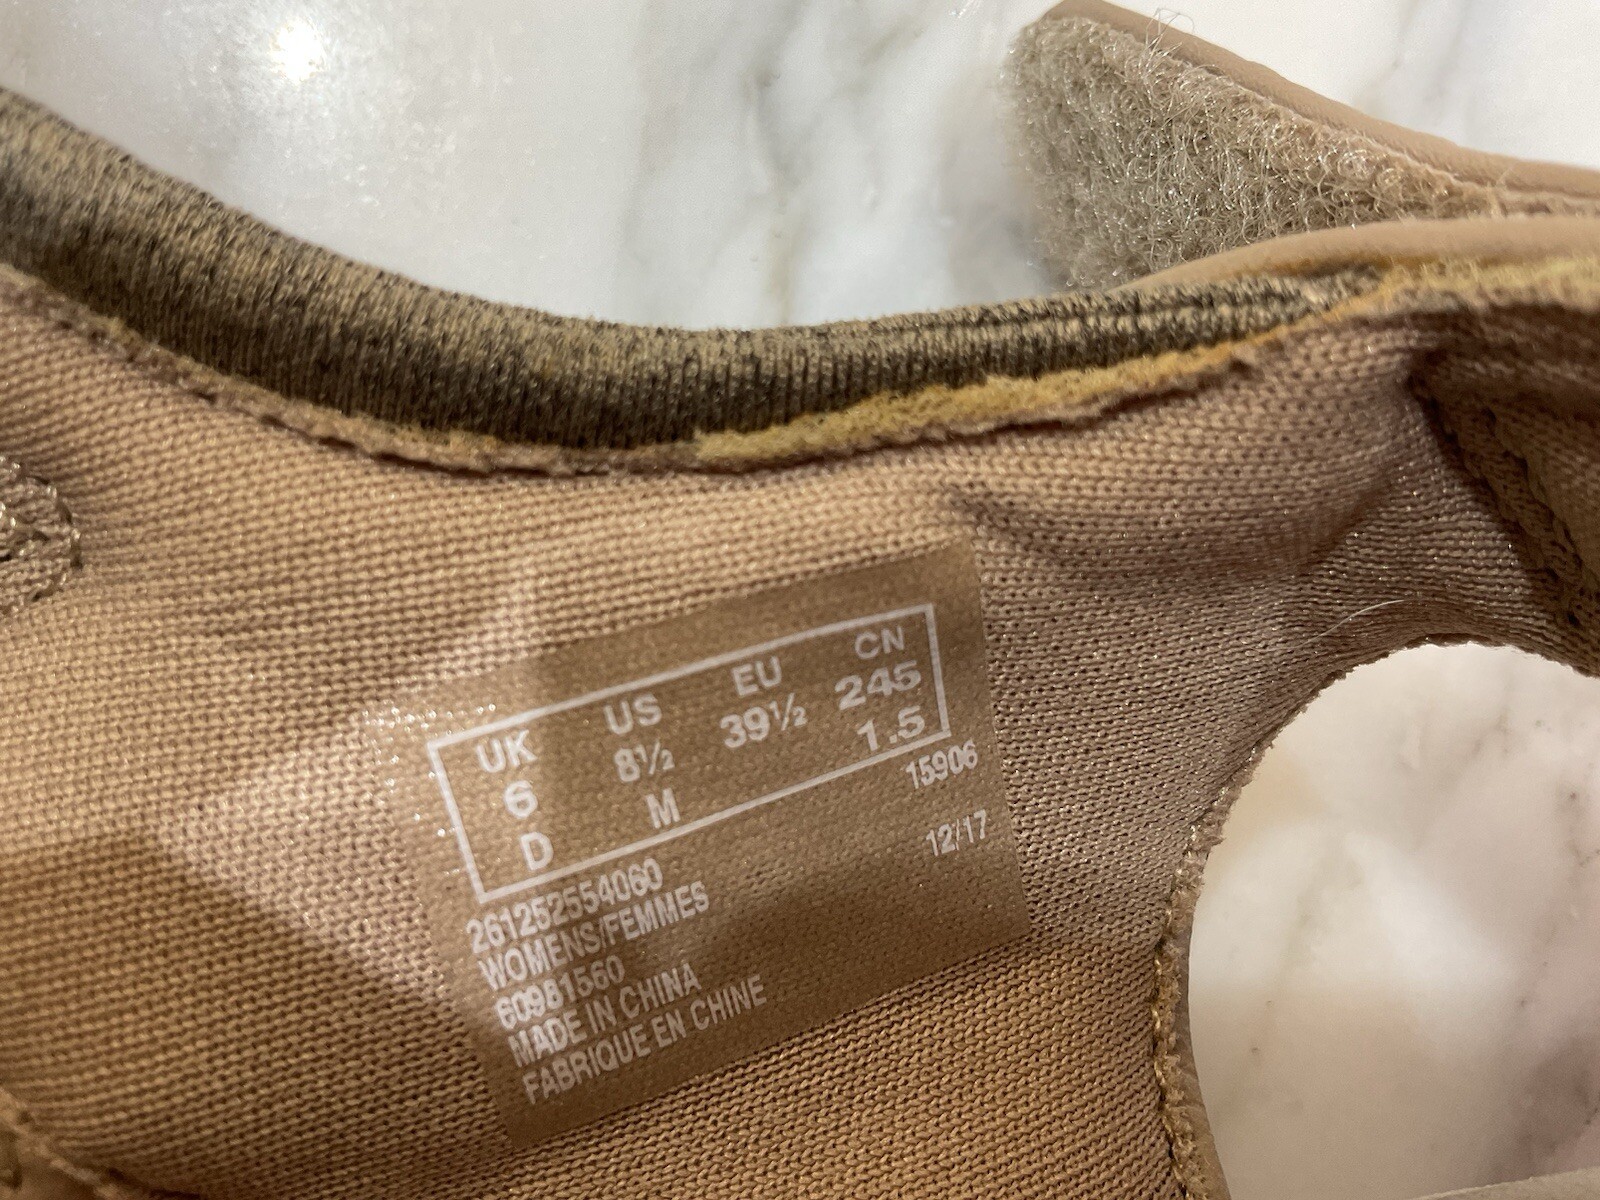 UK US EU CN
6 8½ 39½ 245
D M 1.5
15906
261252554060 12/17
WOMENS/FEMMES
60981560
MADE IN CHINA
FABRIQUE EN CHINE